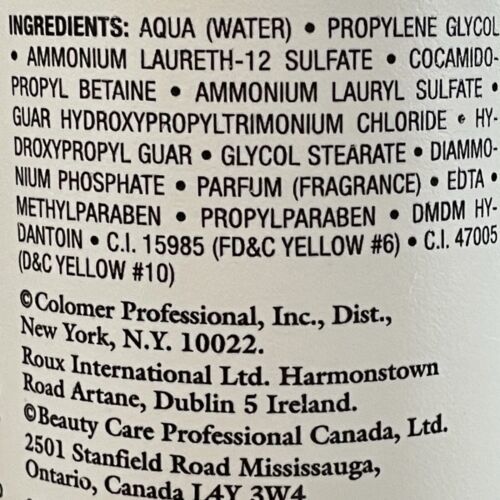 INGREDIENTS: AQUA (WATER) • PROPYLENE GLYCOL
• AMMONIUM LAURETH-12 SULFATE • COCAMIDO-
PROPYL BETAINE • AMMONIUM LAURYL SULFATE •
GUAR HYDROXYPROPYLTRIMONIUM CHLORIDE • HY-
DROXYPROPYL GUAR • GLYCOL STEARATE • DIAMMO-
NIUM PHOSPHATE • PARFUM (FRAGRANCE) • EDTA •
METHYLPARABEN • PROPYLPARABEN • DMDM HY-
DANTOIN • C.I. 15985 (FD&C YELLOW #6) • C.I. 47005
(D&C YELLOW #10)
©Colomer Professional, Inc., Dist.,
New York, N.Y. 10022.
Roux International Ltd. Harmonstown
Road Artane, Dublin 5 Ireland.
©Beauty Care Professional Canada, Ltd.
2501 Stanfield Road Mississauga,
Ontario, Canada L4Y 3W4